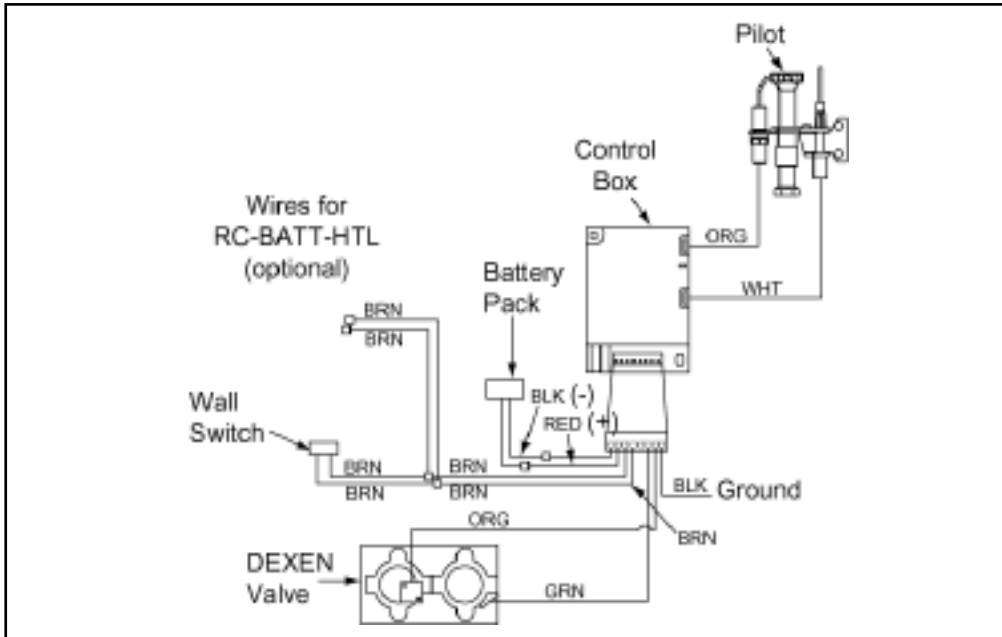 Pilot
Control
Box
Wires for
RC-BATT-HTL
(optional)
ORG
Battery
Pack
WHT
BRN
BRN
BLK (-)
RED (+)
Wall
Switch
BRN
BRN
BRN
BRN
BLK
Ground
ORG
BRN
DEXEN
Valve
GRN